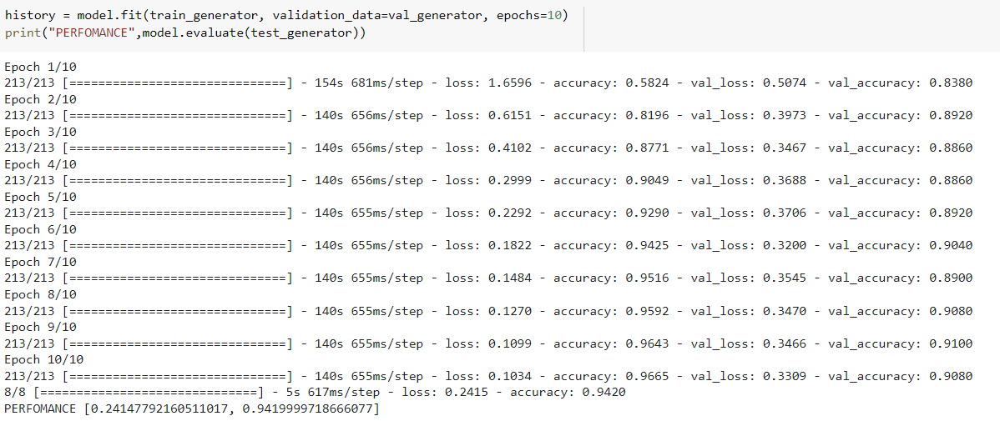 history = model.fit(train_generator, validation_data=val_generator, epochs=10)
print("PERFOMANCE",model.evaluate(test_generator))
Epoch 1/10
213/213 [==============================] - 154s 681ms/step - loss: 1.6596 - accuracy: 0.5824 - val_loss: 0.5074 - val_accuracy: 0.8380
Epoch 2/10
213/213 [==============================] - 140s 656ms/step - loss: 0.6151 - accuracy: 0.8196 - val_loss: 0.3973 - val_accuracy: 0.8920
Epoch 3/10
213/213 [==============================] - 140s 656ms/step - loss: 0.4102 - accuracy: 0.8771 - val_loss: 0.3467 - val_accuracy: 0.8860
Epoch 4/10
213/213 [==============================] - 140s 656ms/step - loss: 0.2999 - accuracy: 0.9049 - val_loss: 0.3688 - val_accuracy: 0.8860
Epoch 5/10
213/213 [==============================] - 140s 655ms/step - loss: 0.2292 - accuracy: 0.9290 - val_loss: 0.3706 - val_accuracy: 0.8920
Epoch 6/10
213/213 [==============================] - 140s 655ms/step - loss: 0.1822 - accuracy: 0.9425 - val_loss: 0.3200 - val_accuracy: 0.9040
Epoch 7/10
213/213 [==============================] - 140s 655ms/step - loss: 0.1484 - accuracy: 0.9516 - val_loss: 0.3545 - val_accuracy: 0.8900
Epoch 8/10
213/213 [==============================] - 140s 655ms/step - loss: 0.1270 - accuracy: 0.9592 - val_loss: 0.3470 - val_accuracy: 0.9080
Epoch 9/10
213/213 [==============================] - 140s 655ms/step - loss: 0.1099 - accuracy: 0.9643 - val_loss: 0.3466 - val_accuracy: 0.9100
Epoch 10/10
213/213 [==============================] - 140s 655ms/step - loss: 0.1034 - accuracy: 0.9665 - val_loss: 0.3309 - val_accuracy: 0.9080
8/8 [==============================] - 5s 617ms/step - loss: 0.2415 - accuracy: 0.9420
PERFOMANCE [0.24147792160511017, 0.9419999718666077]